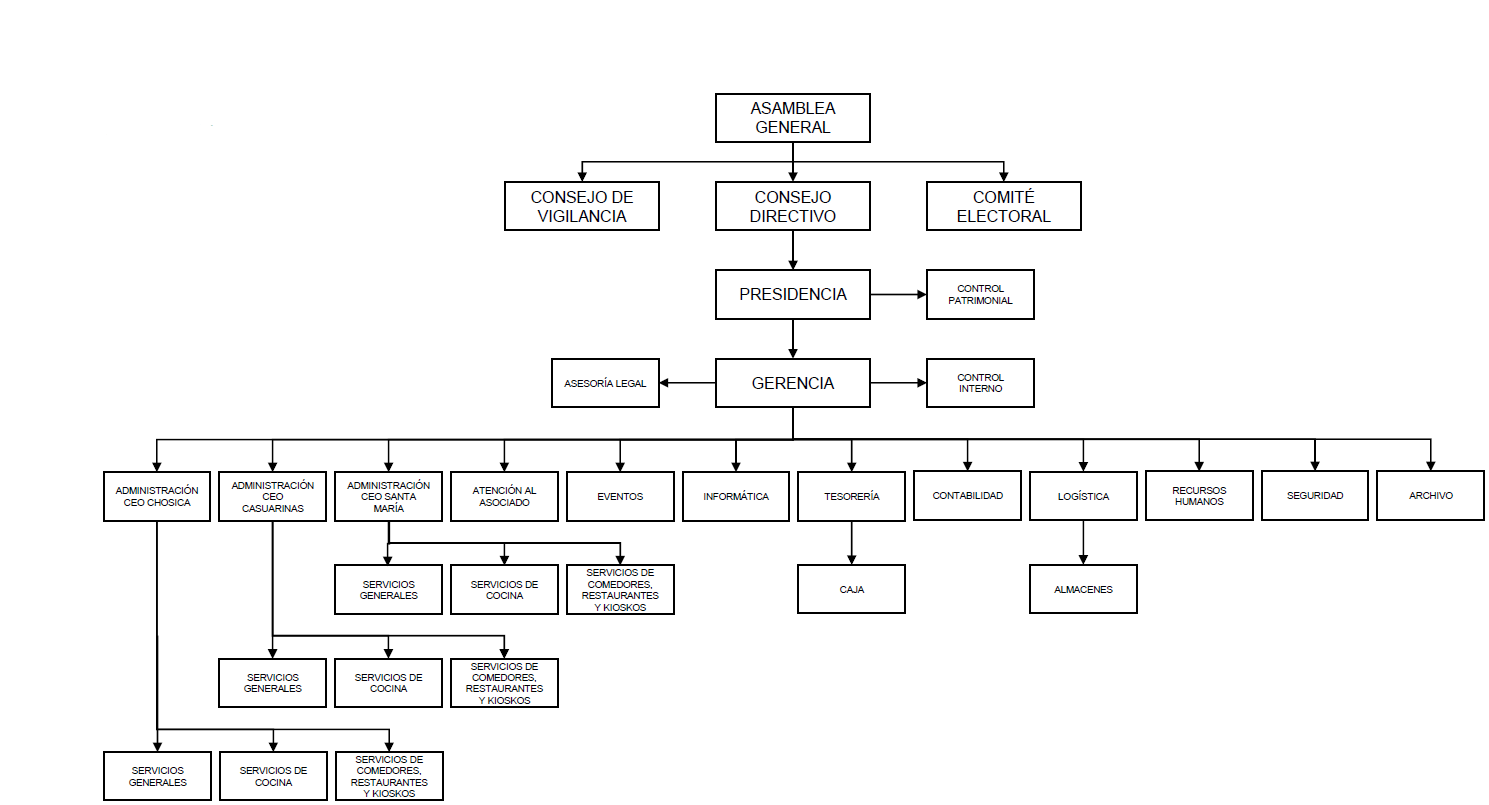 ASAMBLEA
GENERAL
CONSEJO DE
VIGILANCIA
CONSEJO
DIRECTIVO
COMITÉ
ELECTORAL
PRESIDENCIA
CONTROL
PATRIMONIAL
ASESORÍA LEGAL
GERENCIA
CONTROL
INTERNO
ADMINISTRACIÓN
CEO CHOSICA
ADMINISTRACIÓN
CEO
CASUARINAS
ADMINISTRACIÓN
CEO SANTA
MARÍA
ATENCIÓN AL
ASOCIADO
EVENTOS
INFORMÁTICA
TESORERÍA
CONTABILIDAD
LOGÍSTICA
RECURSOS
HUMANOS
SEGURIDAD
ARCHIVO
SERVICIOS
GENERALES
SERVICIOS DE
COCINA
SERVICIOS DE
COMEDORES,
RESTAURANTES
Y KIOSKOS
CAJA
ALMACENES
SERVICIOS
GENERALES
SERVICIOS DE
COCINA
SERVICIOS DE
COMEDORES,
RESTAURANTES
Y KIOSKOS
SERVICIOS
GENERALES
SERVICIOS DE
COCINA
SERVICIOS DE
COMEDORES,
RESTAURANTES
Y KIOSKOS